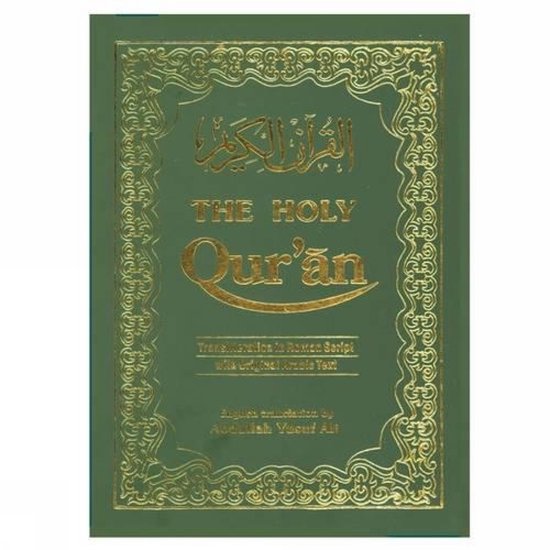 القرآن الكريم
THE HOLY
Qur'ān
Transliteration in Roman Script
with original Arabic Text
English translation by
Abdullah Yusuf Ali